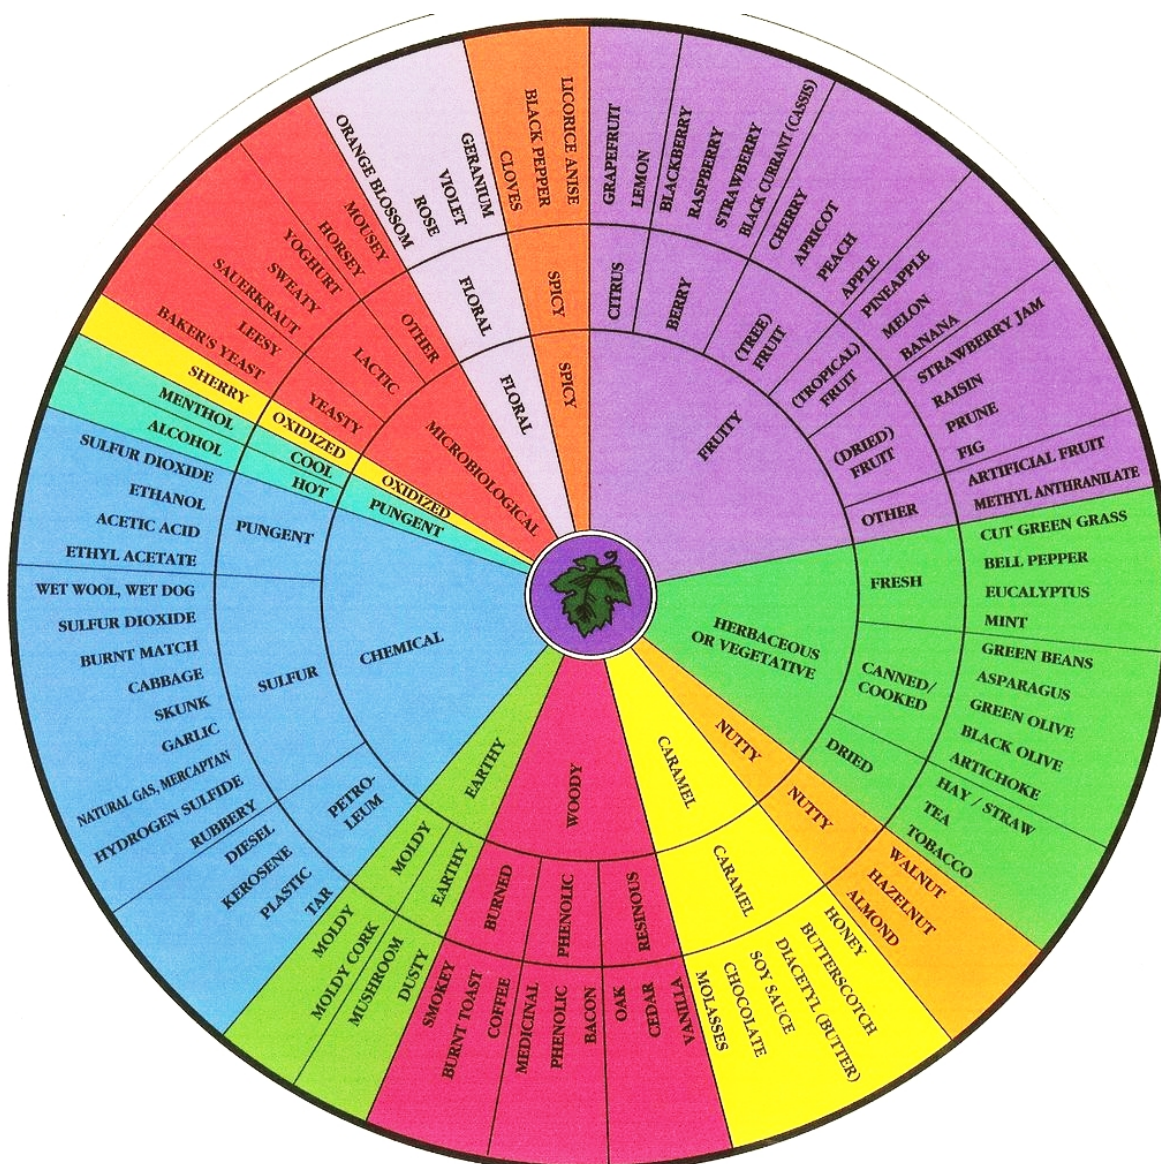 FRUITY
CITRUS
GRAPEFRUIT
LEMON
BERRY
BLACKBERRY
RASPBERRY
STRAWBERRY
BLACK CURRANT (CASSIS)
(TREE)
FRUIT
CHERRY
APRICOT
PEACH
APPLE
(TROPICAL)
FRUIT
PINEAPPLE
MELON
BANANA
(DRIED)
FRUIT
STRAWBERRY JAM
RAISIN
PRUNE
FIG
OTHER
ARTIFICIAL FRUIT
METHYL ANTHRANILATE
HERBACEOUS
OR VEGETATIVE
FRESH
CUT GREEN GRASS
BELL PEPPER
EUCALYPTUS
MINT
CANNED/
COOKED
GREEN BEANS
ASPARAGUS
GREEN OLIVE
BLACK OLIVE
ARTICHOKE
DRIED
HAY / STRAW
TEA
TOBACCO
NUTTY
NUTTY
WALNUT
HAZELNUT
ALMOND
CARAMEL
CARAMEL
HONEY
BUTTERSCOTCH
DIACETYL (BUTTER)
SOY SAUCE
CHOCOLATE
MOLASSES
WOODY
RESINOUS
VANILLA
CEDAR
OAK
PHENOLIC
BACON
PHENOLIC
MEDICINAL
BURNED
COFFEE
BURNT TOAST
SMOKEY
EARTHY
EARTHY
DUSTY
MUSHROOM
MOLDY
MOLDY CORK
MOLDY
CHEMICAL
PETRO-
LEUM
TAR
PLASTIC
KEROSENE
DIESEL
SULFUR
RUBBERY
HYDROGEN SULFIDE
NATURAL GAS, MERCAPTAN
GARLIC
SKUNK
CABBAGE
BURNT MATCH
SULFUR DIOXIDE
WET WOOL, WET DOG
PUNGENT
ETHYL ACETATE
ACETIC ACID
ETHANOL
SULFUR DIOXIDE
PUNGENT
HOT
ALCOHOL
COOL
MENTHOL
OXIDIZED
OXIDIZED
SHERRY
MICROBIOLOGICAL
YEASTY
BAKER'S YEAST
LEESY
LACTIC
SAUERKRAUT
SWEATY
YOGHURT
OTHER
HORSEY
MOUSEY
FLORAL
FLORAL
ORANGE BLOSSOM
ROSE
VIOLET
GERANIUM
SPICY
SPICY
CLOVES
BLACK PEPPER
LICORICE ANISE